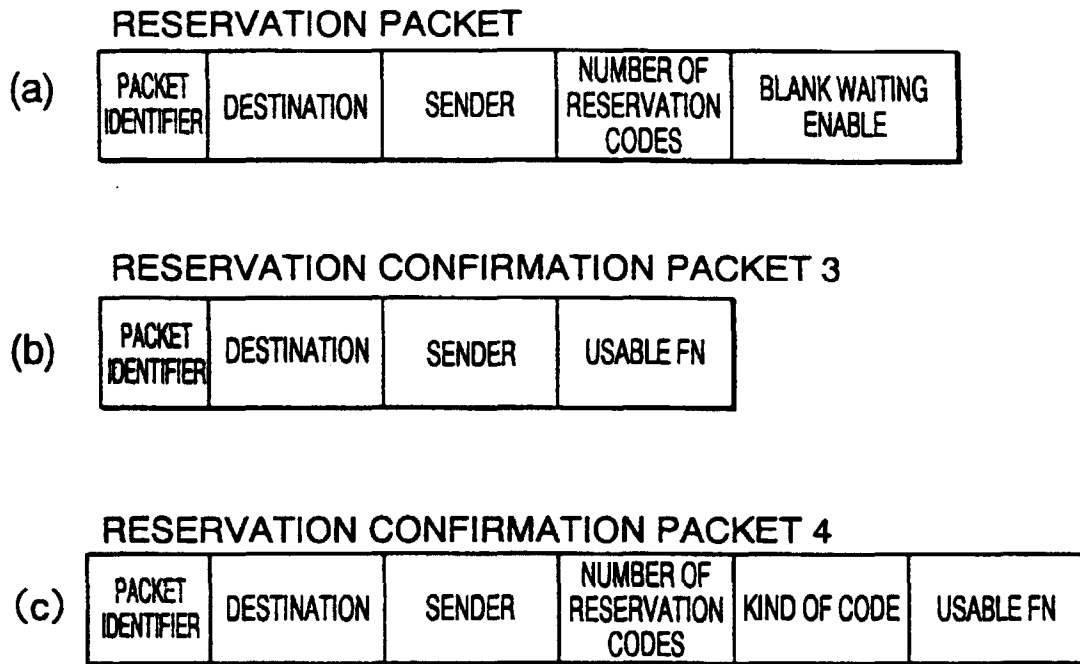 RESERVATION PACKET
(a)
PACKET
IDENTIFIER
DESTINATION
SENDER
NUMBER OF
RESERVATION
CODES
BLANK WAITING
ENABLE
RESERVATION CONFIRMATION PACKET 3
(b)
PACKET
IDENTIFIER
DESTINATION
SENDER
USABLE FN
RESERVATION CONFIRMATION PACKET 4
(c)
PACKET
IDENTIFIER
DESTINATION
SENDER
NUMBER OF
RESERVATION
CODES
KIND OF CODE
USABLE FN